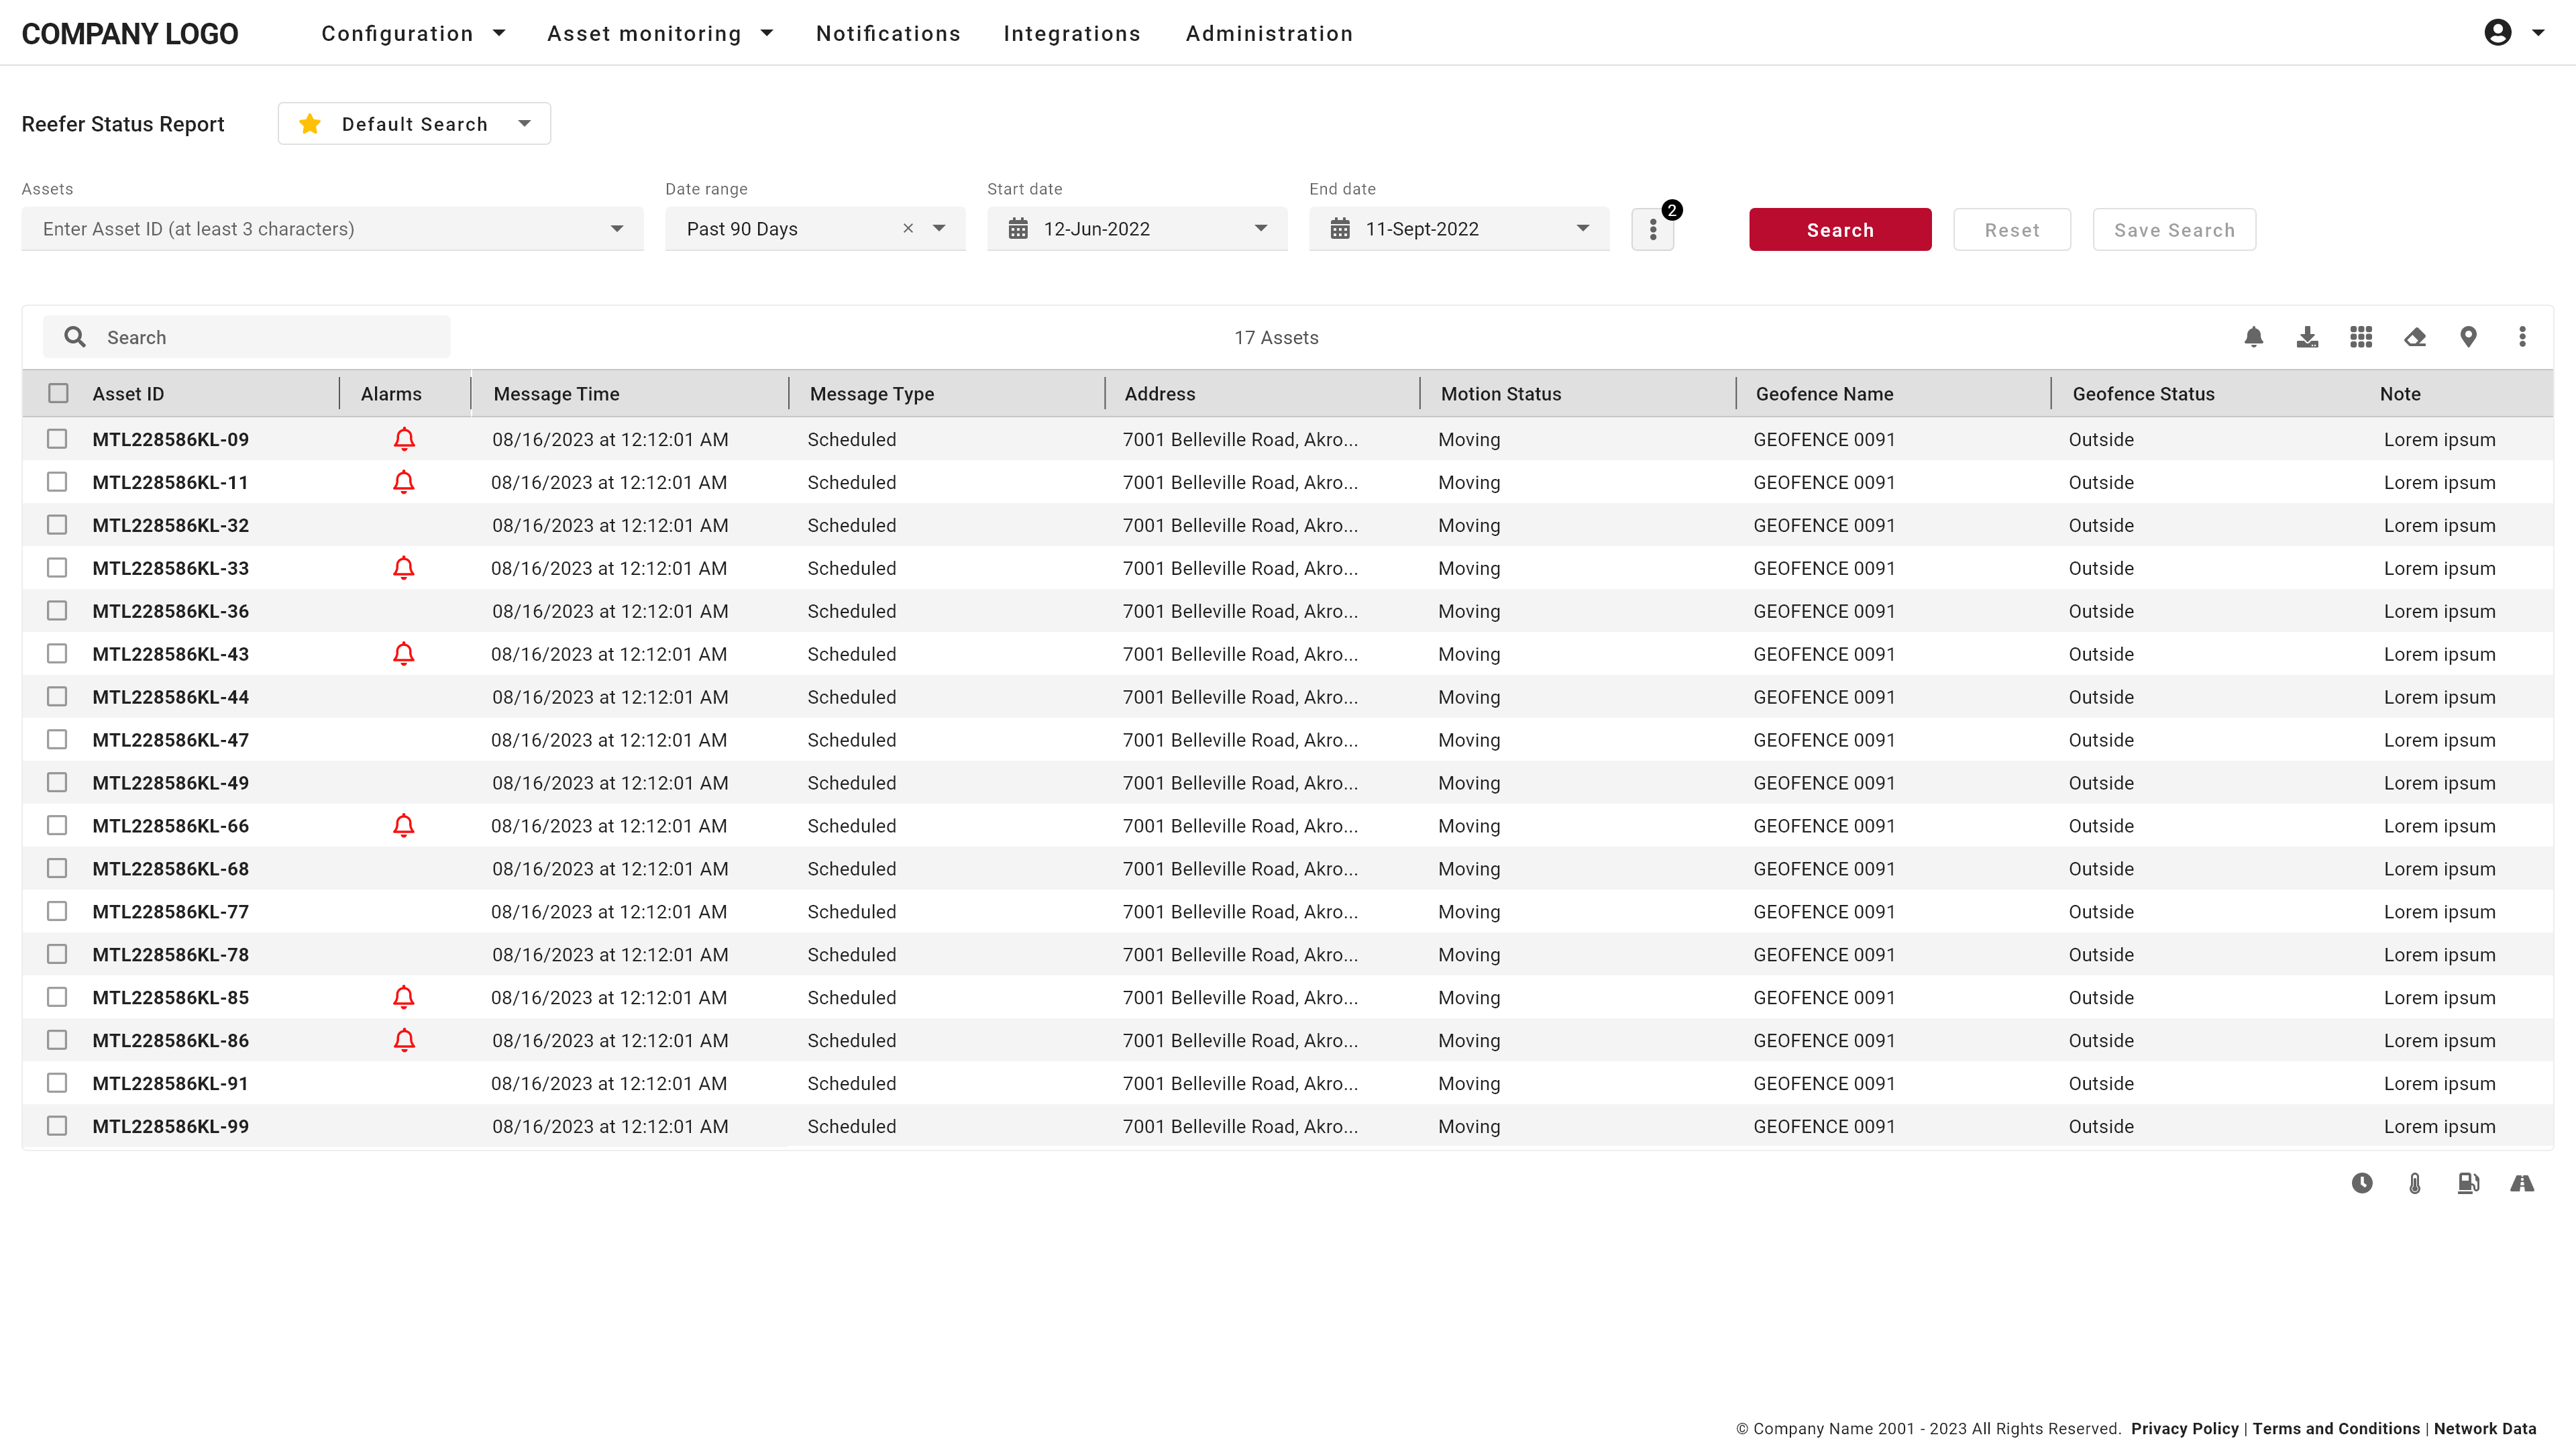 COMPANY LOGO Configuration Asset monitoring Notifications Integrations Administration
Reefer Status Report Default Search
Assets Date range Start date End date
Enter Asset ID (at least 3 characters) Past 90 Days × 12-Jun-2022 11-Sept-2022 2 Search Reset Save Search
Search 17 Assets
Asset ID Alarms Message Time Message Type Address Motion Status Geofence Name Geofence Status Note
MTL228586KL-09 08/16/2023 at 12:12:01 AM Scheduled 7001 Belleville Road, Akro... Moving GEOFENCE 0091 Outside Lorem ipsum
MTL228586KL-11 08/16/2023 at 12:12:01 AM Scheduled 7001 Belleville Road, Akro... Moving GEOFENCE 0091 Outside Lorem ipsum
MTL228586KL-32 08/16/2023 at 12:12:01 AM Scheduled 7001 Belleville Road, Akro... Moving GEOFENCE 0091 Outside Lorem ipsum
MTL228586KL-33 08/16/2023 at 12:12:01 AM Scheduled 7001 Belleville Road, Akro... Moving GEOFENCE 0091 Outside Lorem ipsum
MTL228586KL-36 08/16/2023 at 12:12:01 AM Scheduled 7001 Belleville Road, Akro... Moving GEOFENCE 0091 Outside Lorem ipsum
MTL228586KL-43 08/16/2023 at 12:12:01 AM Scheduled 7001 Belleville Road, Akro... Moving GEOFENCE 0091 Outside Lorem ipsum
MTL228586KL-44 08/16/2023 at 12:12:01 AM Scheduled 7001 Belleville Road, Akro... Moving GEOFENCE 0091 Outside Lorem ipsum
MTL228586KL-47 08/16/2023 at 12:12:01 AM Scheduled 7001 Belleville Road, Akro... Moving GEOFENCE 0091 Outside Lorem ipsum
MTL228586KL-49 08/16/2023 at 12:12:01 AM Scheduled 7001 Belleville Road, Akro... Moving GEOFENCE 0091 Outside Lorem ipsum
MTL228586KL-66 08/16/2023 at 12:12:01 AM Scheduled 7001 Belleville Road, Akro... Moving GEOFENCE 0091 Outside Lorem ipsum
MTL228586KL-68 08/16/2023 at 12:12:01 AM Scheduled 7001 Belleville Road, Akro... Moving GEOFENCE 0091 Outside Lorem ipsum
MTL228586KL-77 08/16/2023 at 12:12:01 AM Scheduled 7001 Belleville Road, Akro... Moving GEOFENCE 0091 Outside Lorem ipsum
MTL228586KL-78 08/16/2023 at 12:12:01 AM Scheduled 7001 Belleville Road, Akro... Moving GEOFENCE 0091 Outside Lorem ipsum
MTL228586KL-85 08/16/2023 at 12:12:01 AM Scheduled 7001 Belleville Road, Akro... Moving GEOFENCE 0091 Outside Lorem ipsum
MTL228586KL-86 08/16/2023 at 12:12:01 AM Scheduled 7001 Belleville Road, Akro... Moving GEOFENCE 0091 Outside Lorem ipsum
MTL228586KL-91 08/16/2023 at 12:12:01 AM Scheduled 7001 Belleville Road, Akro... Moving GEOFENCE 0091 Outside Lorem ipsum
MTL228586KL-99 08/16/2023 at 12:12:01 AM Scheduled 7001 Belleville Road, Akro... Moving GEOFENCE 0091 Outside Lorem ipsum
© Company Name 2001 - 2023 All Rights Reserved. Privacy Policy | Terms and Conditions | Network Data